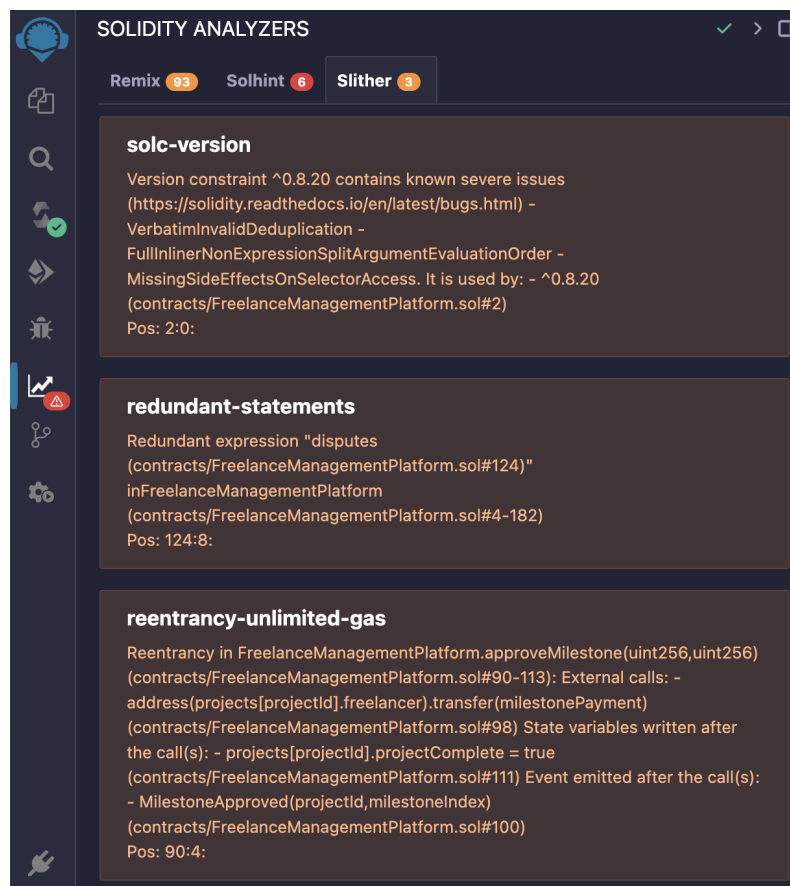 SOLIDITY ANALYZERS
Remix 93 Solhint 6 Slither 3
solc-version
Version constraint ^0.8.20 contains known severe issues
(https://solidity.readthedocs.io/en/latest/bugs.html) -
VerbatimInvalidDeduplication -
FullInlinerNonExpressionSplitArgumentEvaluationOrder -
MissingSideEffectsOnSelectorAccess. It is used by: - ^0.8.20
(contracts/FreelanceManagementPlatform.sol#2)
Pos: 2:0:
redundant-statements
Redundant expression "disputes
(contracts/FreelanceManagementPlatform.sol#124)"
inFreelanceManagementPlatform
(contracts/FreelanceManagementPlatform.sol#4-182)
Pos: 124:8:
reentrancy-unlimited-gas
Reentrancy in FreelanceManagementPlatform.approveMilestone(uint256,uint256)
(contracts/FreelanceManagementPlatform.sol#90-113): External calls: -
address(projects[projectId].freelancer).transfer(milestonePayment)
(contracts/FreelanceManagementPlatform.sol#98) State variables written after
the call(s): - projects[projectId].projectComplete = true
(contracts/FreelanceManagementPlatform.sol#111) Event emitted after the call(s):
- MilestoneApproved(projectId,milestoneIndex)
(contracts/FreelanceManagementPlatform.sol#100)
Pos: 90:4: